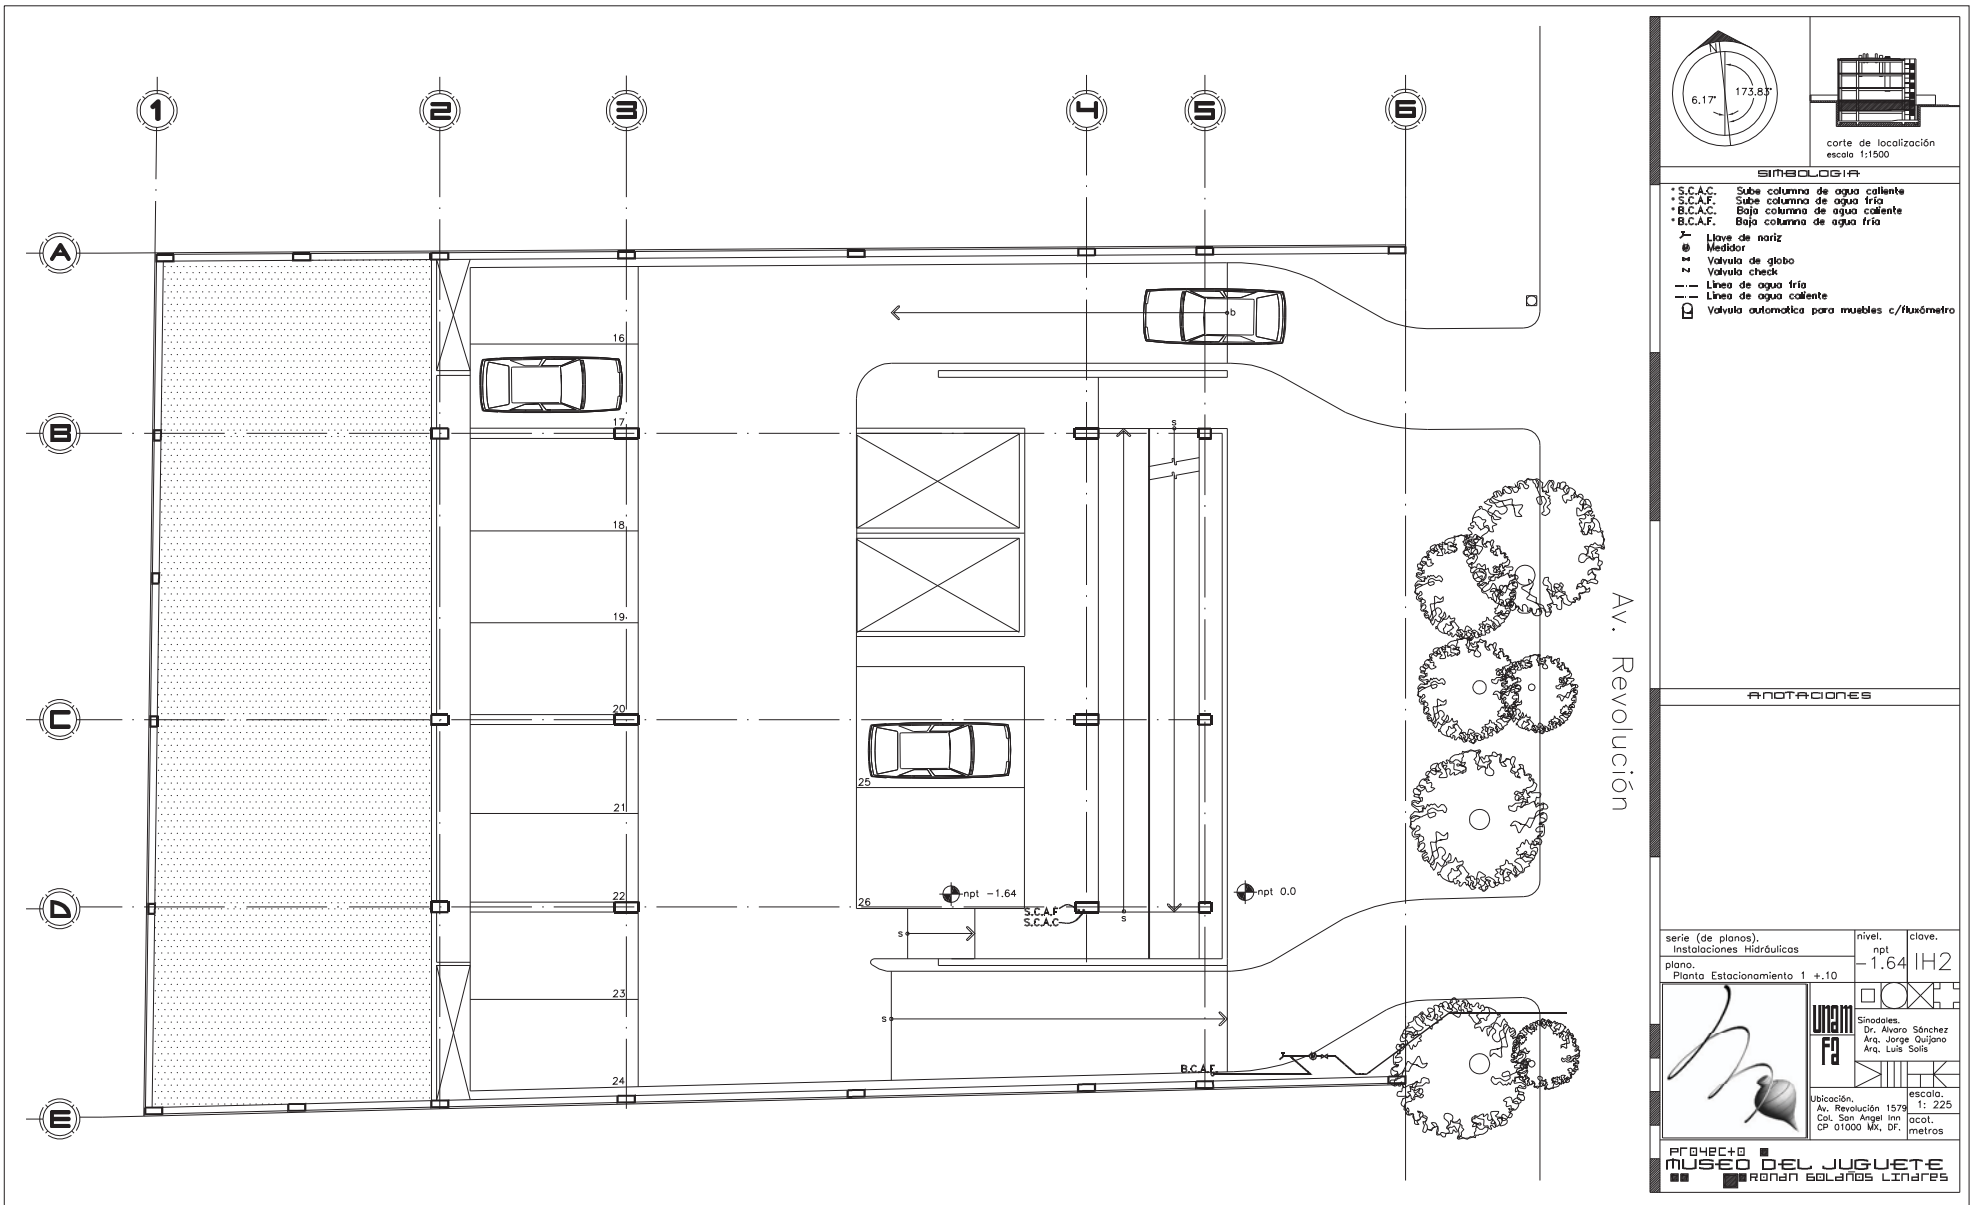 1
2
3
4
5
6
A
B
C
D
E
16
17
18
19
20
21
22
23
24
25
26
b
s
s
s
s
npt -1.64
npt 0.0
S.C.A.F
S.C.A.C
B.C.A.F
Av. Revolución
N
6.17°
173.83°
corte de localización
escala 1:1500
SIMBOLOGIA
* S.C.A.C. Sube columna de agua caliente
* S.C.A.F. Sube columna de agua fría
* B.C.A.C. Baja columna de agua caliente
* B.C.A.F. Baja columna de agua fría
Llave de nariz
Medidor
Valvula de globo
Valvula check
Linea de agua fría
Linea de agua caliente
Valvula automatica para muebles c/fluxómetro
ANOTACIONES
serie (de planos).
Instalaciones Hidráulicas
nivel.
npt
-1.64
clave.
IH2
plano.
Planta Estacionamiento 1 +.10
unam
fa
Sinodales.
Dr. Alvaro Sánchez
Arq. Jorge Quijano
Arq. Luis Solis
Ubicación.
Av. Revolución 1579
Col. San Angel Inn
CP 01000 MX, DF.
escala.
1: 225
acot.
metros
PROYECTO
MUSEO DEL JUGUETE
RONAN BOLAÑOS LINARES